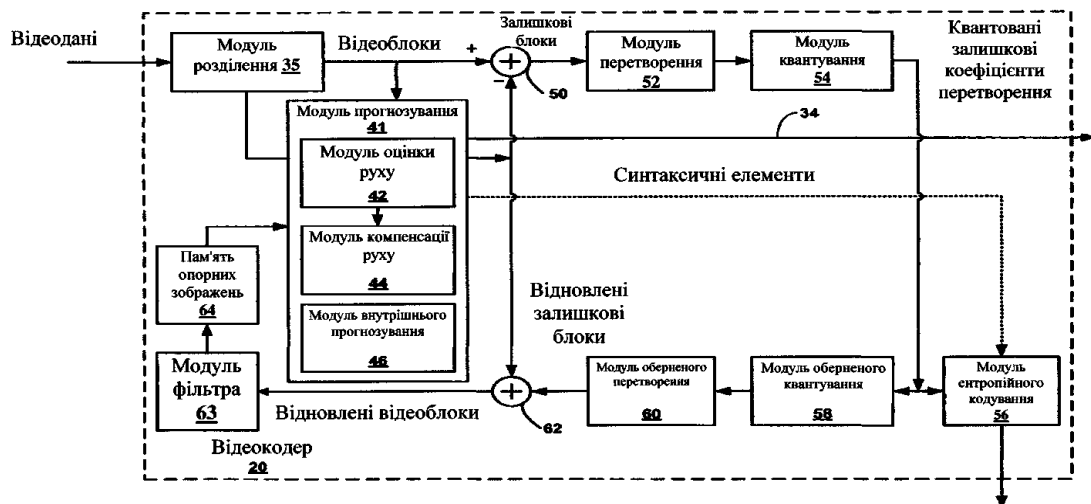 Відеодані
Модуль
розділення 35
Відеоблоки
+
−
Залишкові
блоки
50
Модуль
перетворення
52
Модуль
квантування
54
Квантовані
залишкові
коефіцієнти
перетворення
Модуль прогнозування
41
34
Модуль оцінки
руху
42
Синтаксичні елементи
Модуль компенсації
руху
44
Пам'ять
опорних
зображень
64
Модуль внутрішнього
прогнозування
46
Відновлені
залишкові
блоки
Модуль
фільтра
63
Відновлені відеоблоки
62
Модуль оберненого
перетворення
60
Модуль оберненого
квантування
58
Модуль
ентропійного
кодування
56
Відеокодер
20